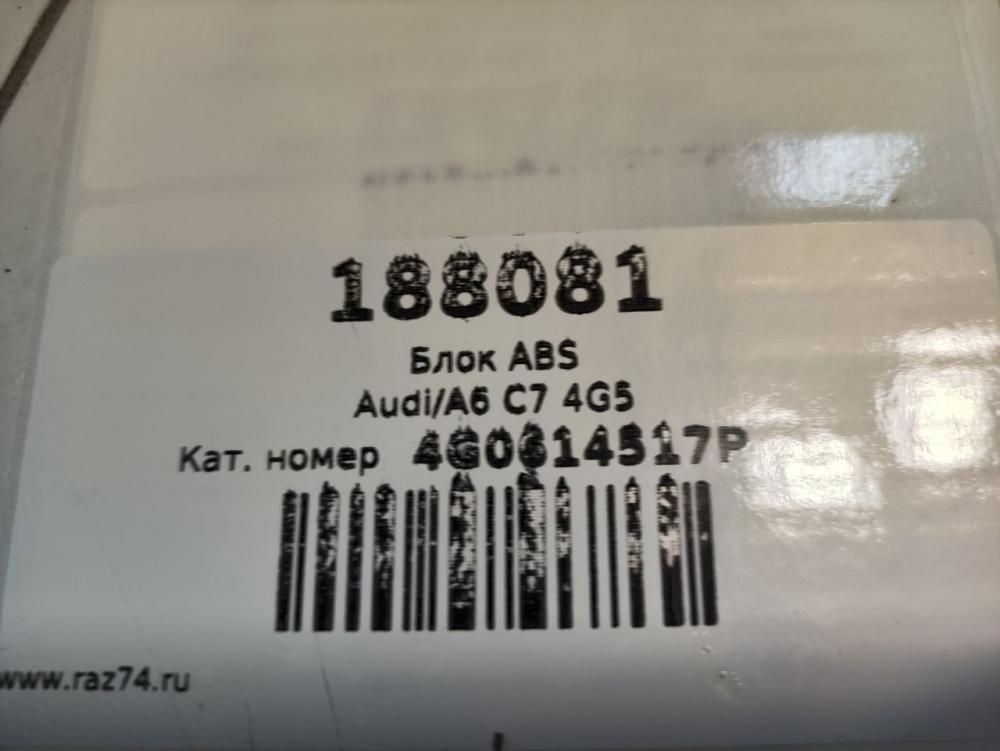 188081
Блок ABS
Audi/A6 C7 4G5
Кат. номер 4G0614517P
www.raz74.ru